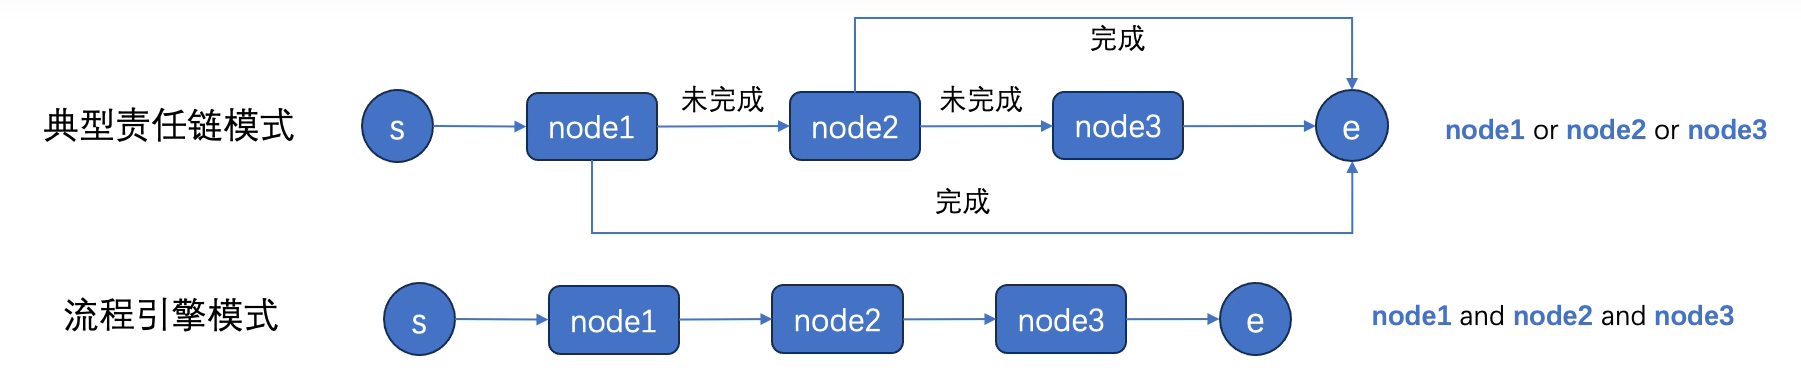 完成
典型责任链模式
s
node1
未完成
node2
未完成
node3
e
node1 or node2 or node3
完成
流程引擎模式
s
node1
node2
node3
e
node1 and node2 and node3